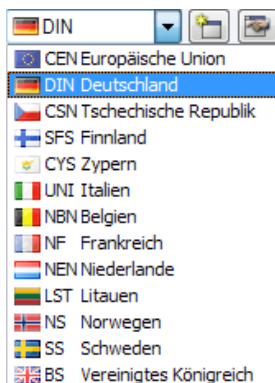 DIN
CEN Europäische Union
DIN Deutschland
CSN Tschechische Republik
SFS Finnland
CYS Zypern
UNI Italien
NBN Belgien
NF Frankreich
NEN Niederlande
LST Litauen
NS Norwegen
SS Schweden
BS Vereinigtes Königreich